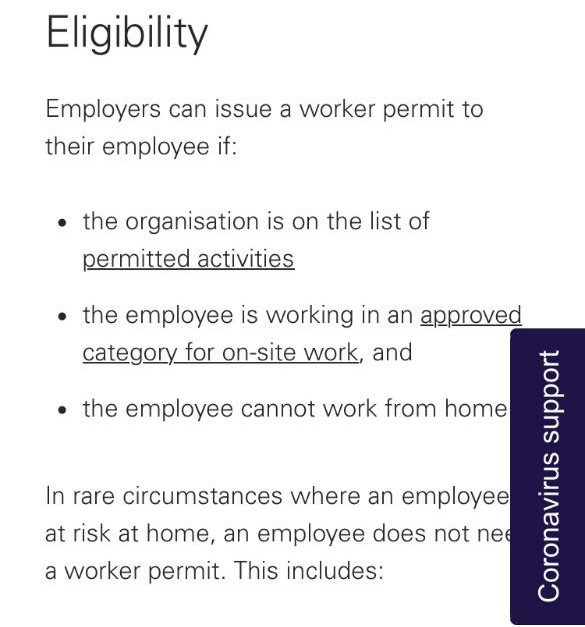 Eligibility
Employers can issue a worker permit to
their employee if:
• the organisation is on the list of
permitted activities
• the employee is working in an approved
category for on-site work, and
• the employee cannot work from home
In rare circumstances where an employee
at risk at home, an employee does not
a worker permit. This includes:
Coronavirus support